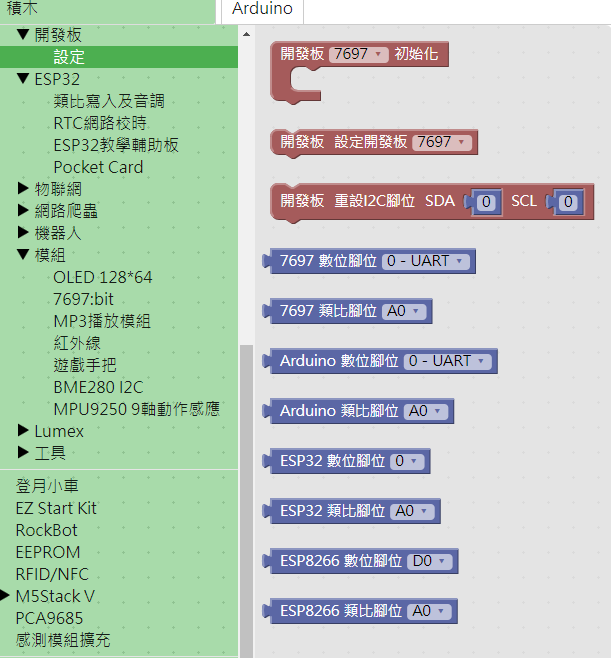 積木
Arduino
開發板
設定
ESP32
類比寫入及音調
RTC網路校時
ESP32教學輔助板
Pocket Card
物聯網
網路爬蟲
機器人
模組
OLED 128*64
7697:bit
MP3播放模組
紅外線
遊戲手把
BME280 I2C
MPU9250 9軸動作感應
Lumex
工具
登月小車
EZ Start Kit
RockBot
EEPROM
RFID/NFC
M5Stack V
PCA9685
感測模組擴充
開發板 7697 初始化
開發板 設定開發板 7697
開發板 重設I2C腳位 SDA 0 SCL 0
7697 數位腳位 0 - UART
7697 類比腳位 A0
Arduino 數位腳位 0 - UART
Arduino 類比腳位 A0
ESP32 數位腳位 0
ESP32 類比腳位 A0
ESP8266 數位腳位 D0
ESP8266 類比腳位 A0